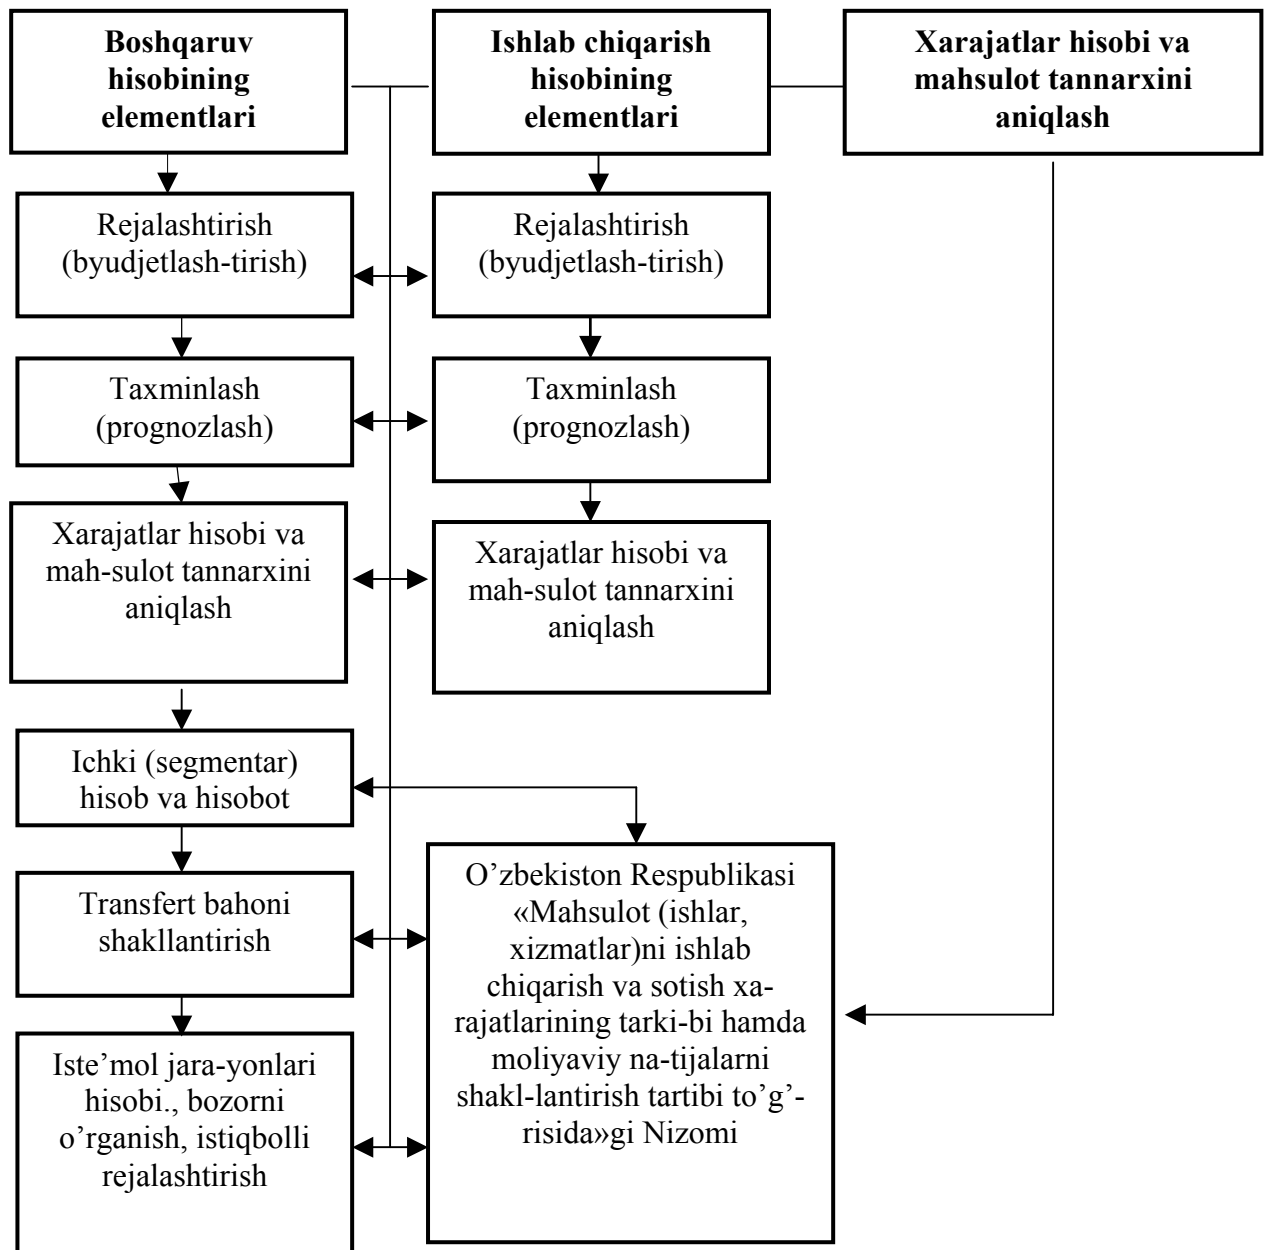 Boshqaruv
hisobining
elementlari
Ishlab chiqarish
hisobining
elementlari
Xarajatlar hisobi va
mahsulot tannarxini
aniqlash
Rejalashtirish
(byudjetlash-tirish)
Rejalashtirish
(byudjetlash-tirish)
Taxminlash
(prognozlash)
Taxminlash
(prognozlash)
Xarajatlar hisobi va
mah-sulot tannarxini
aniqlash
Xarajatlar hisobi va
mah-sulot tannarxini
aniqlash
Ichki (segmentar)
hisob va hisobot
Transfert bahoni
shakllantirish
O’zbekiston Respublikasi
«Mahsulot (ishlar,
xizmatlar)ni ishlab
chiqarish va sotish xa-
rajatlarining tarki-bi hamda
moliyaviy na-tijalarni
shakl-lantirish tartibi to’g’-
risida»gi Nizomi
Iste’mol jara-yonlari
hisobi., bozorni
o’rganish, istiqbolli
rejalashtirish